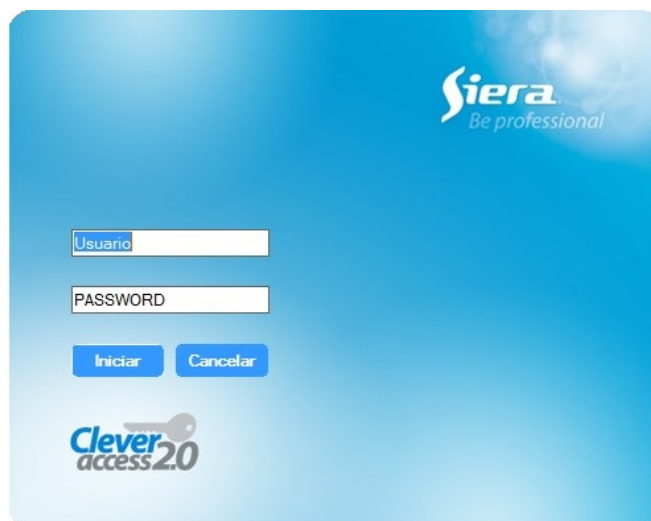 Siera
Be professional
Usuario
PASSWORD
Iniciar
Cancelar
Clever
access 2.0